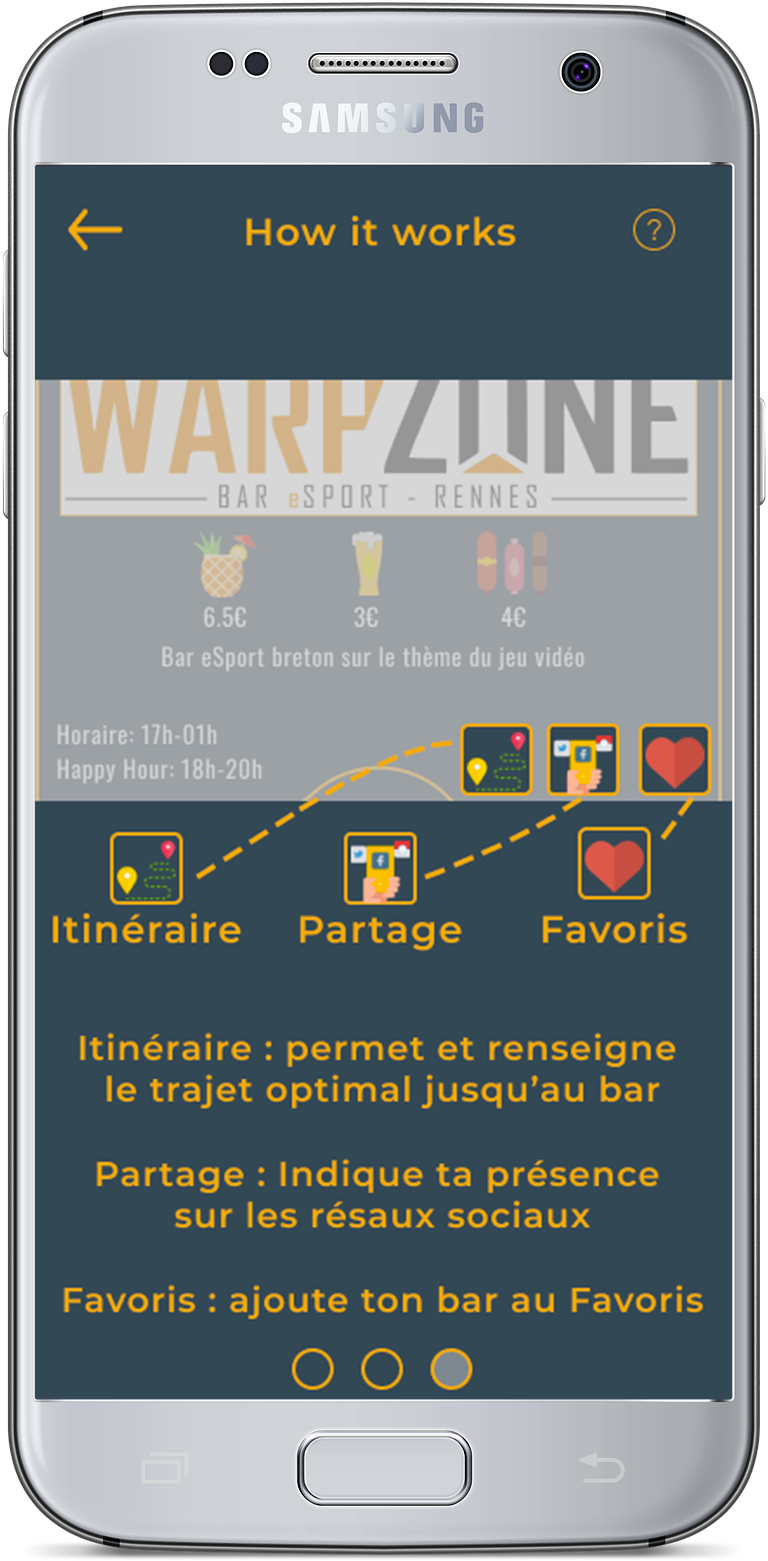 SAMSUNG
How it works
?
WARPZONE
BAR eSPORT - RENNES
6.5€ 3€ 4€
Bar eSport breton sur le thème du jeu vidéo
Horaire: 17h-01h
Happy Hour: 18h-20h
Itinéraire Partage Favoris
Itinéraire : permet et renseigne
le trajet optimal jusqu’au bar
Partage : Indique ta présence
sur les résaux sociaux
Favoris : ajoute ton bar au Favoris